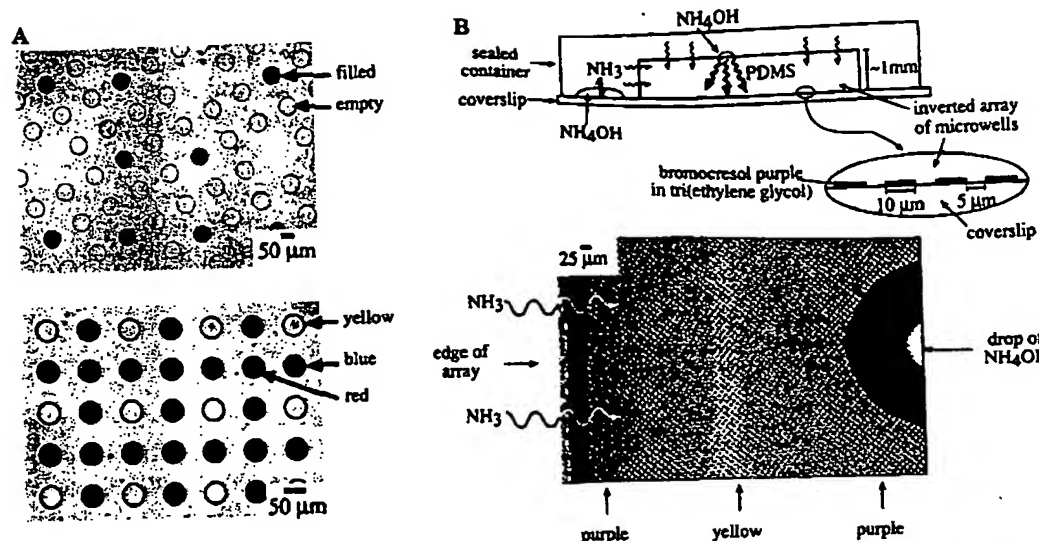 A
filled
empty
50 μm
yellow
blue
red
50 μm
B
NH4OH
sealed
container
NH3
PDMS
~1mm
coverslip
NH4OH
inverted array
of microwells
bromocresol purple
in tri(ethylene glycol)
10 μm
5 μm
coverslip
25 μm
NH3
edge of
array
drop of
NH4OH
NH3
purple
yellow
purple